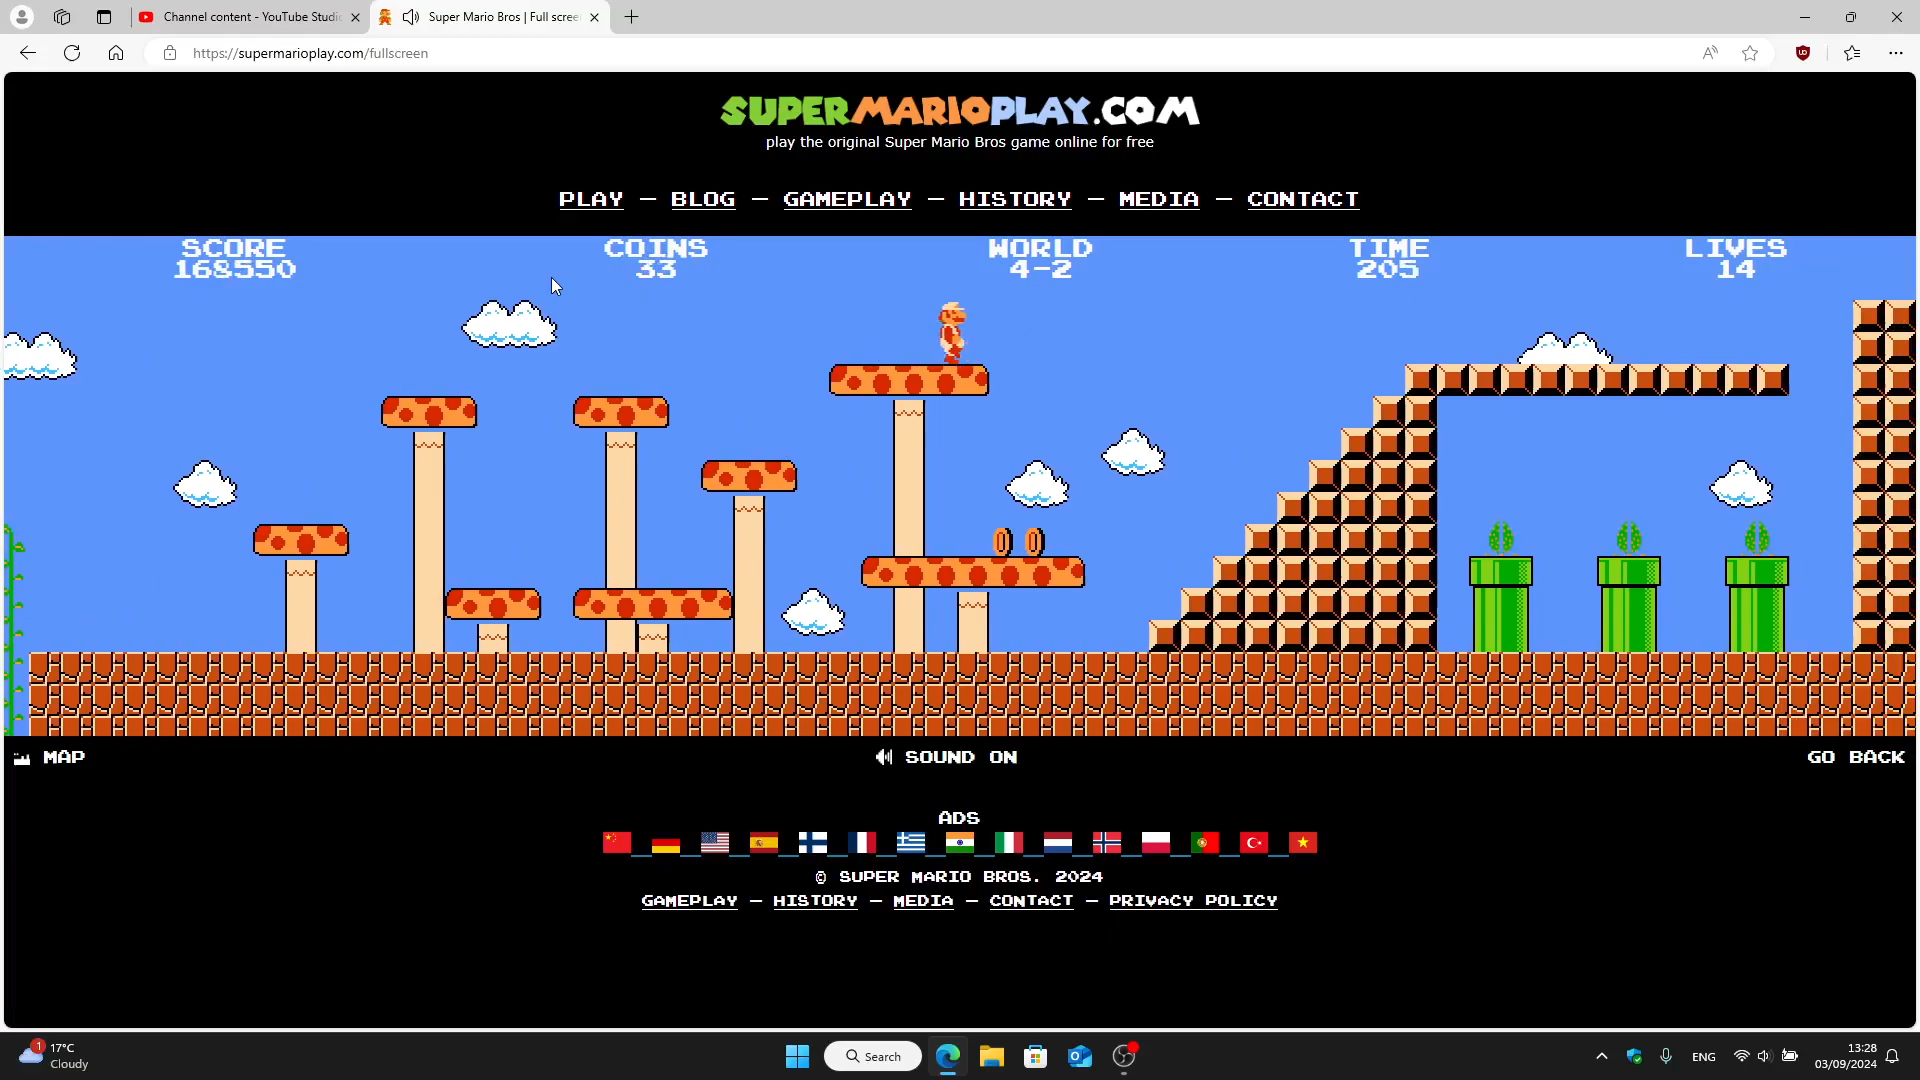 Channel content - YouTube Studi
Super Mario Bros | Full scree
https://supermarioplay.com/fullscreen
SUPERMARIOPLAY.COM
play the original Super Mario Bros game online for free
PLAY — BLOG — GAMEPLAY — HISTORY — MEDIA — CONTACT
SCORE COINS WORLD TIME LIVES
168550 33 4-2 205 14
MAP SOUND ON GO BACK
ADS
© SUPER MARIO BROS. 2024
GAMEPLAY — HISTORY — MEDIA — CONTACT — PRIVACY POLICY
1 17°C
Cloudy
Search
ENG
13:28
03/09/2024